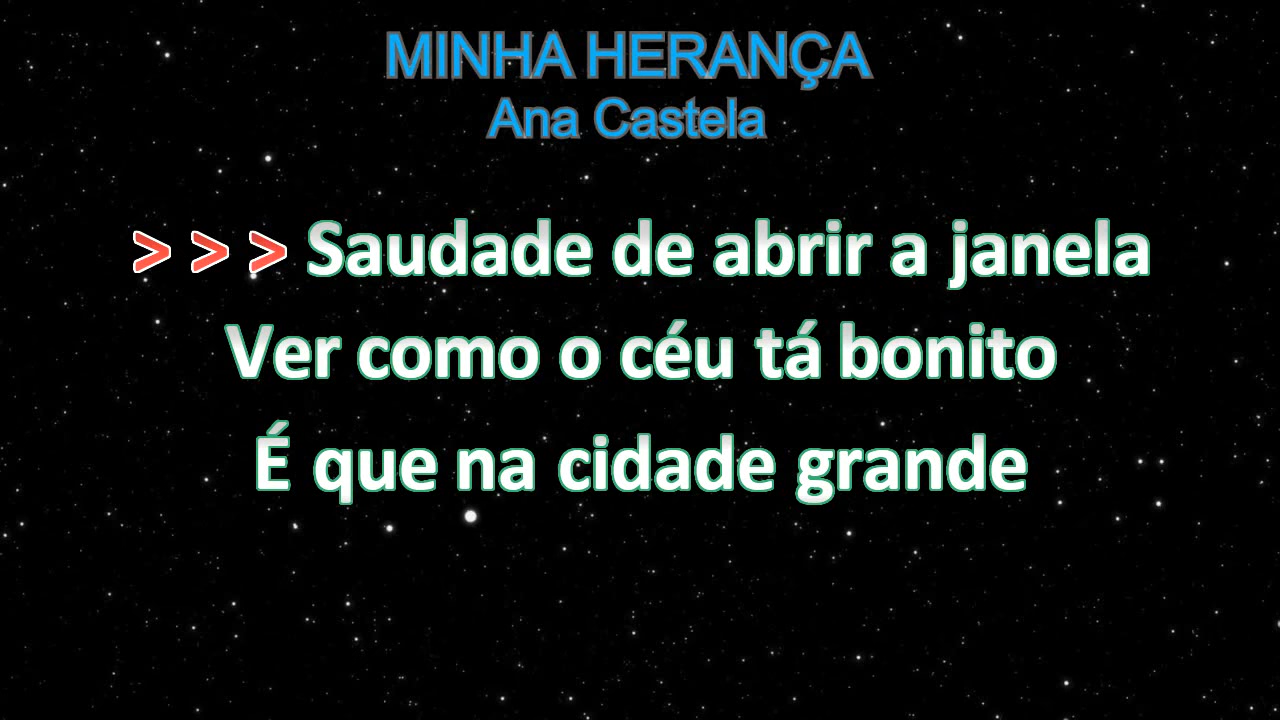 MINHA HERANÇA
Ana Castela
> > > Saudade de abrir a janela
Ver como o céu tá bonito
É que na cidade grande